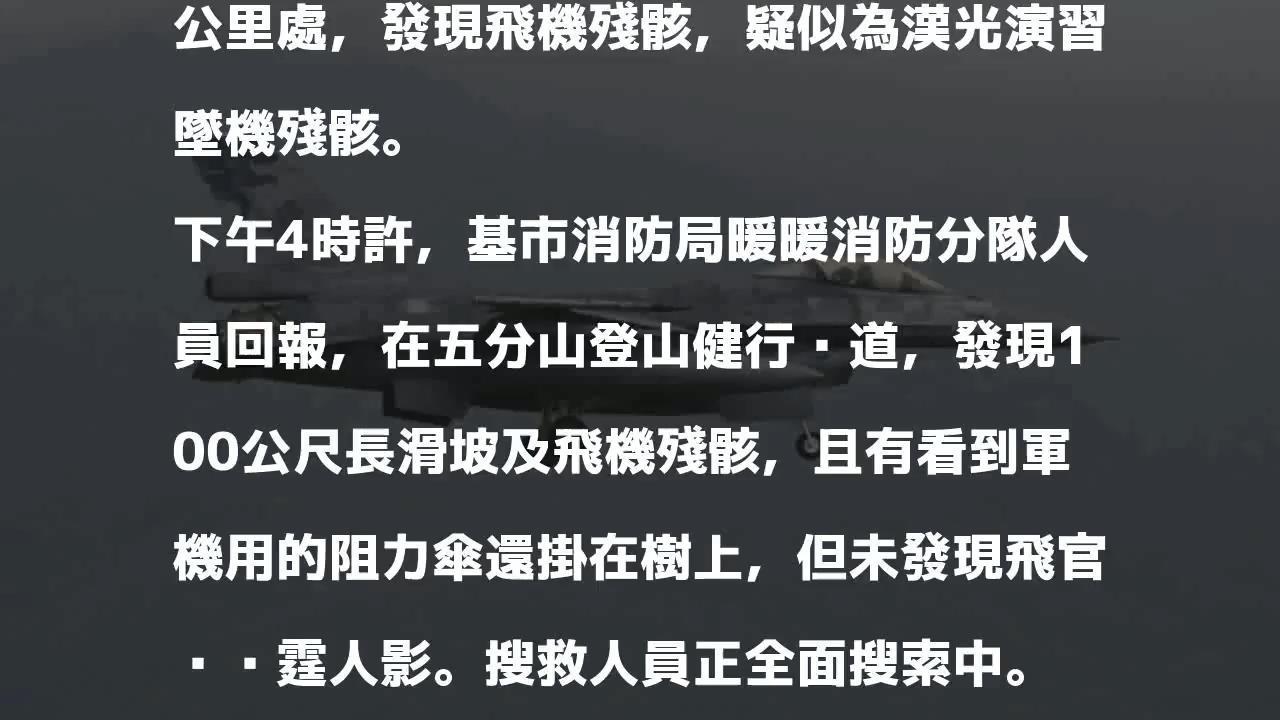 公里處，發現飛機殘骸，疑似為漢光演習
墜機殘骸。
下午4時許，基市消防局暖暖消防分隊人
員回報，在五分山登山健行▪道，發現1
00公尺長滑坡及飛機殘骸，且有看到軍
機用的阻力傘還掛在樹上，但未發現飛官
▪▪霆人影。搜救人員正全面搜索中。